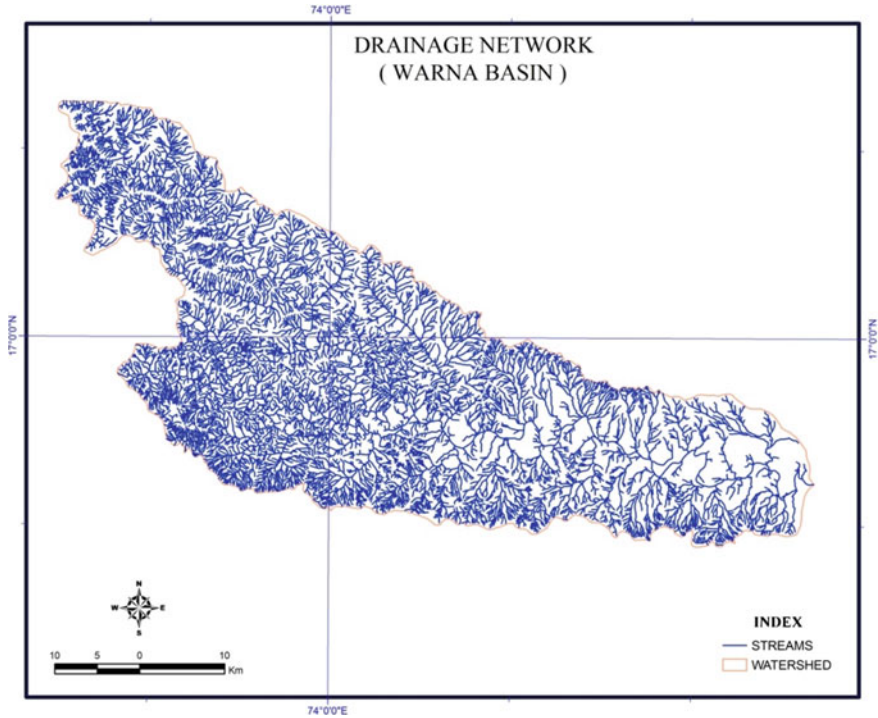 74°0'0"E
DRAINAGE NETWORK
( WARNA BASIN )
17°0'0"N
17°0'0"N
N
W E
S
10 5 0 10
Km
INDEX
STREAMS
WATERSHED
74°0'0"E